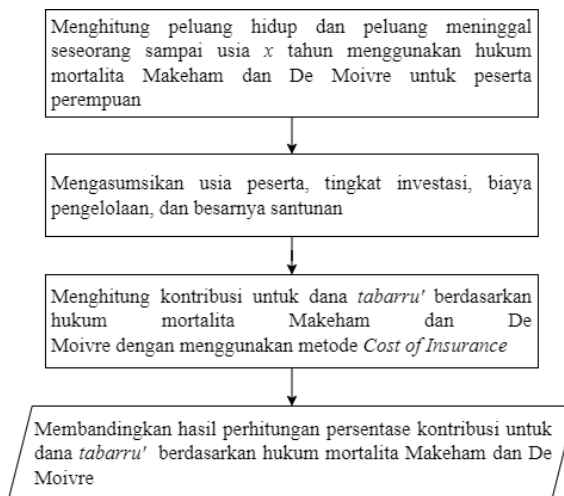 Menghitung peluang hidup dan peluang meninggal
seseorang sampai usia x tahun menggunakan hukum
mortalita Makeham dan De Moivre untuk peserta
perempuan
Mengasumsikan usia peserta, tingkat investasi, biaya
pengelolaan, dan besarnya santunan
Menghitung kontribusi untuk dana tabarru' berdasarkan
hukum mortalita Makeham dan De
Moivre dengan menggunakan metode Cost of Insurance
Membandingkan hasil perhitungan persentase kontribusi untuk
dana tabarru' berdasarkan hukum mortalita Makeham dan De
Moivre